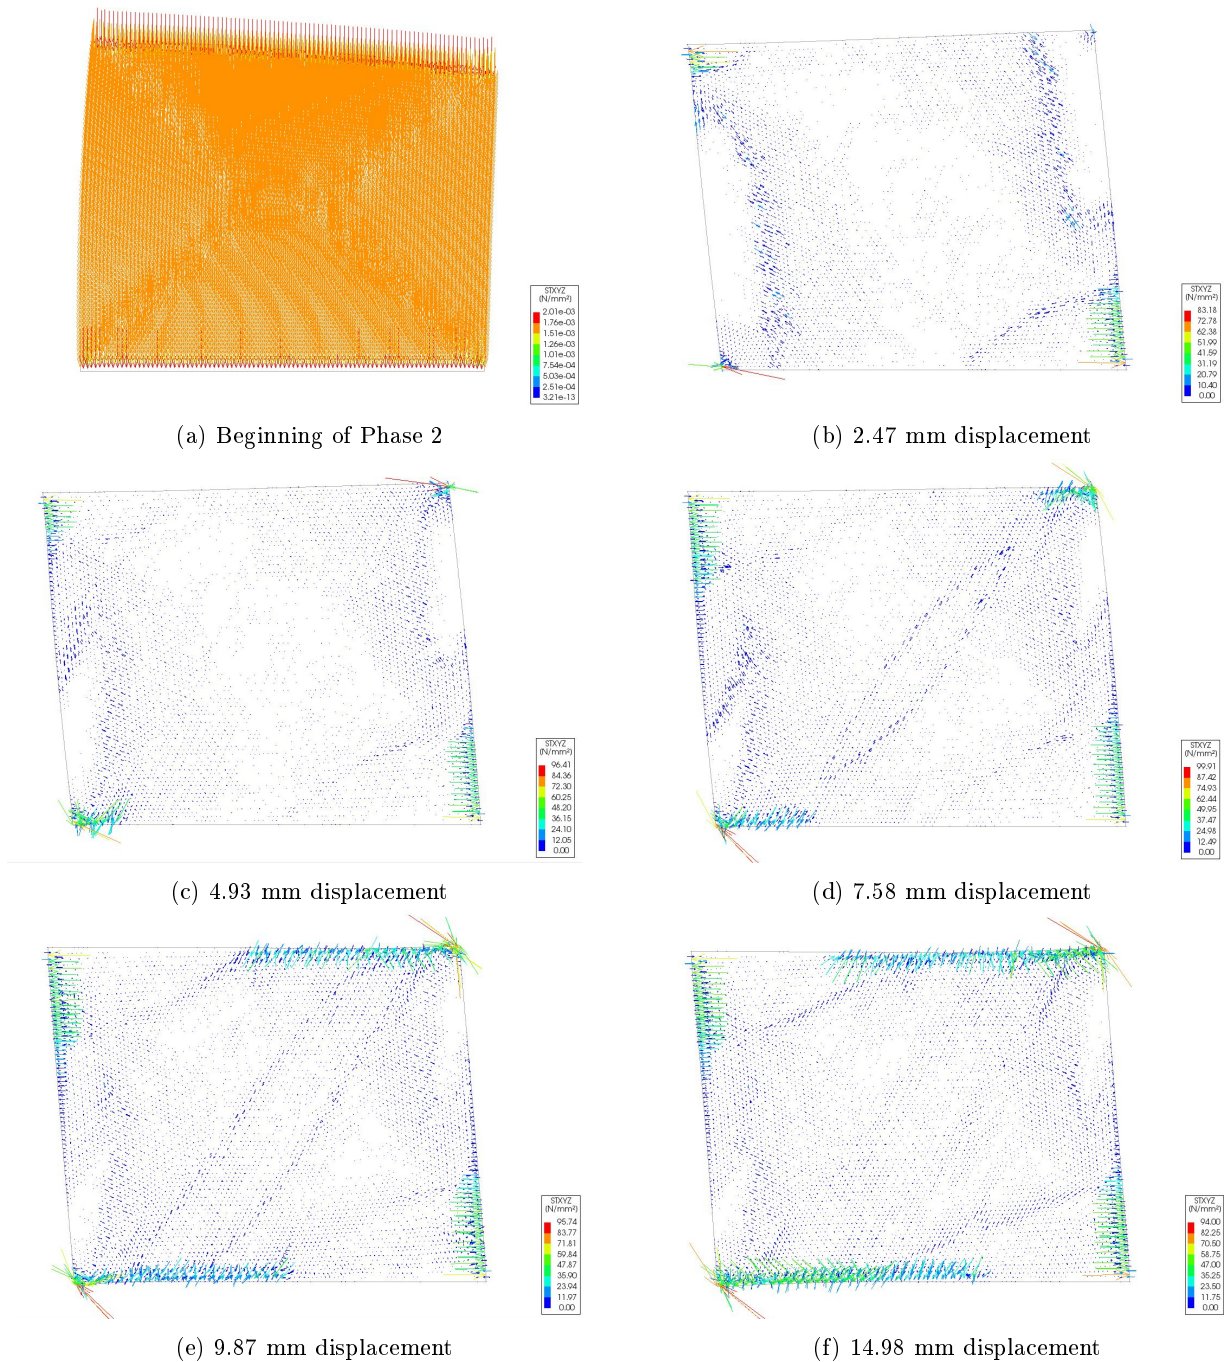 STXYZ
(N/mm²)
2.01e-03
1.76e-03
1.51e-03
1.26e-03
1.01e-03
7.54e-04
5.03e-04
2.51e-04
3.21e-13
(a) Beginning of Phase 2
STXYZ
(N/mm²)
83.18
72.78
62.38
51.99
41.59
31.19
20.79
10.40
0.00
(b) 2.47 mm displacement
STXYZ
(N/mm²)
96.41
84.36
72.30
60.25
48.20
36.15
24.10
12.05
0.00
(c) 4.93 mm displacement
STXYZ
(N/mm²)
99.91
87.42
74.93
62.44
49.95
37.47
24.98
12.49
0.00
(d) 7.58 mm displacement
STXYZ
(N/mm²)
95.74
83.77
71.81
59.84
47.87
35.90
23.94
11.97
0.00
(e) 9.87 mm displacement
STXYZ
(N/mm²)
94.00
82.25
70.50
58.75
47.00
35.25
23.50
11.75
0.00
(f) 14.98 mm displacement